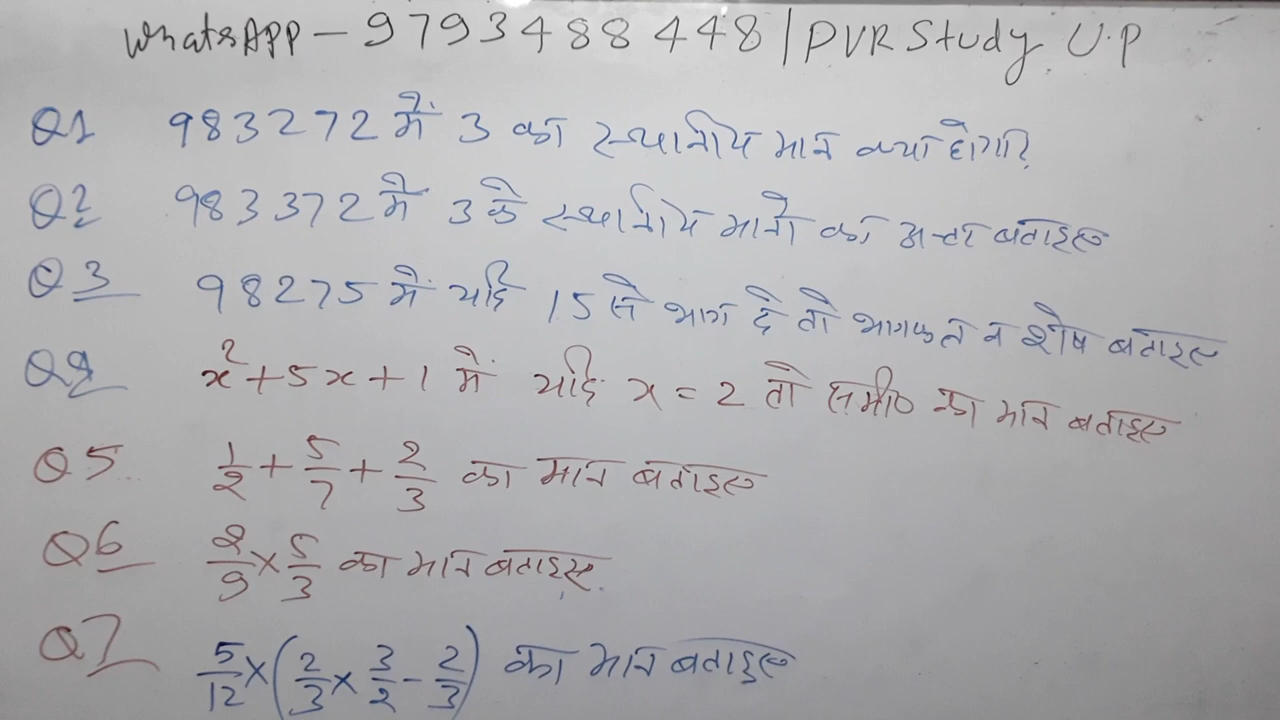 WhatsAPP - 9793488448 | PVR Study U.P
Q1 983272 में 3 का स्थानीय मान क्या होगा?
Q2 983372 में 3 के स्थानीय मानों का अन्तर बताइए
Q3 98275 में यदि 15 से भाग दे तो भागफल व शेष बताइए
Q4 x²+5x+1 में यदि x = 2 तो समी० का मान बताइए
Q5. 1/2 + 5/7 + 2/3 का मान बताइए
Q6 2/9 × 5/3 का मान बताइए.
Q7 5/12 × (2/3 × 3/2 - 2/3) का मान बताइए